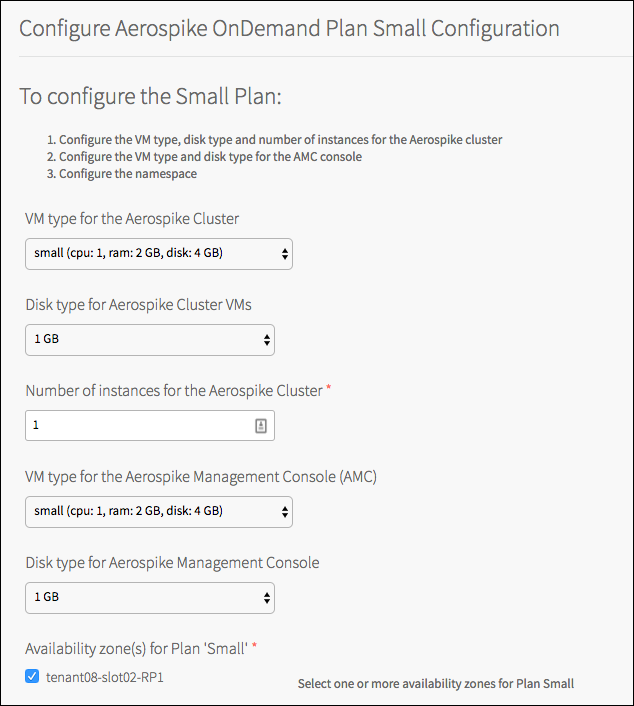 Configure Aerospike OnDemand Plan Small Configuration
To configure the Small Plan:
1. Configure the VM type, disk type and number of instances for the Aerospike cluster
2. Configure the VM type and disk type for the AMC console
3. Configure the namespace
VM type for the Aerospike Cluster
small (cpu: 1, ram: 2 GB, disk: 4 GB)
Disk type for Aerospike Cluster VMs
1 GB
Number of instances for the Aerospike Cluster *
1
VM type for the Aerospike Management Console (AMC)
small (cpu: 1, ram: 2 GB, disk: 4 GB)
Disk type for Aerospike Management Console
1 GB
Availability zone(s) for Plan 'Small' *
tenant08-slot02-RP1
Select one or more availability zones for Plan Small